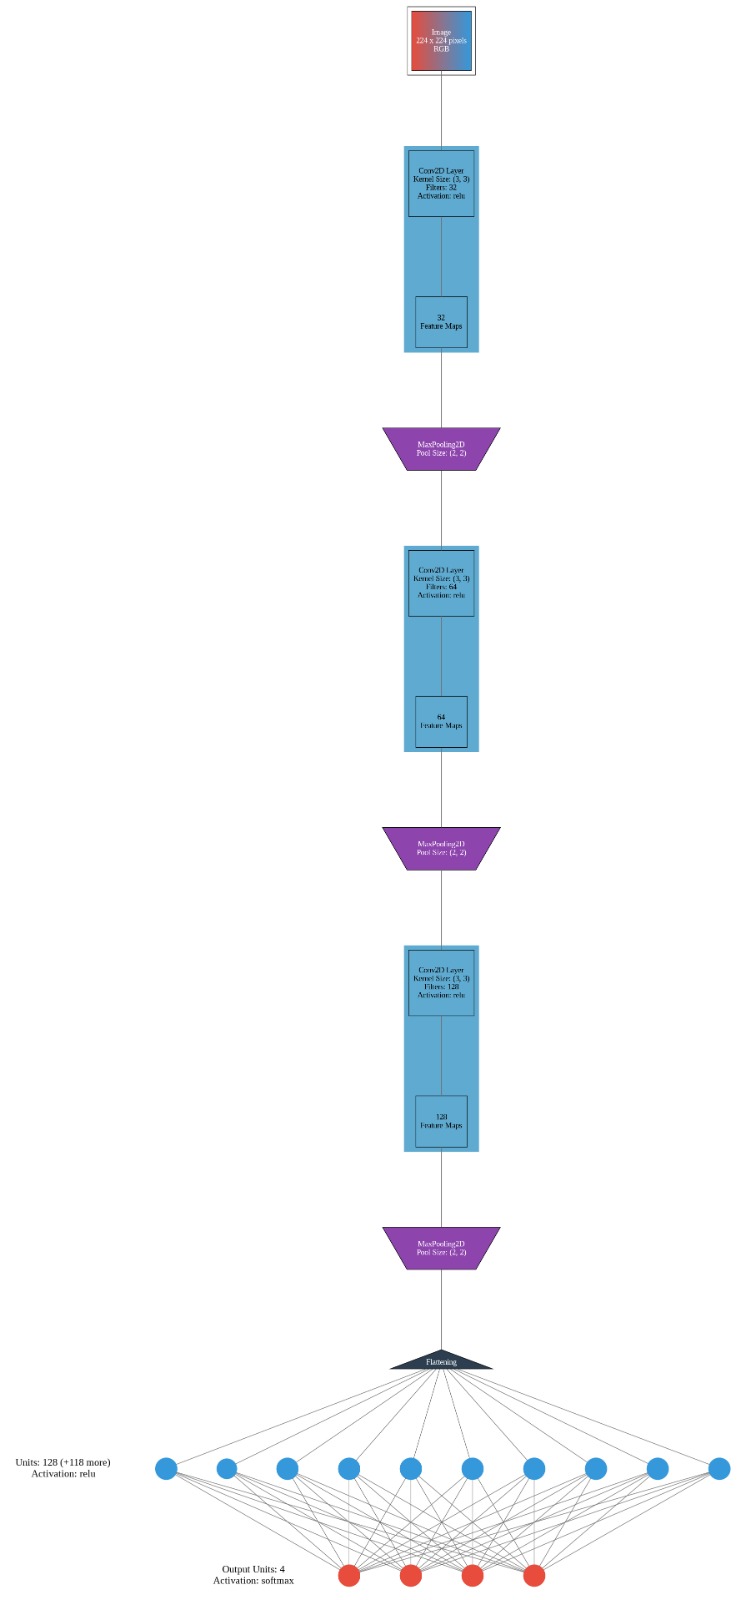 Image
224 x 224 pixels
RGB
Conv2D Layer
Kernel Size: (3, 3)
Filters: 32
Activation: relu
32
Feature Maps
MaxPooling2D
Pool Size: (2, 2)
Conv2D Layer
Kernel Size: (3, 3)
Filters: 64
Activation: relu
64
Feature Maps
MaxPooling2D
Pool Size: (2, 2)
Conv2D Layer
Kernel Size: (3, 3)
Filters: 128
Activation: relu
128
Feature Maps
MaxPooling2D
Pool Size: (2, 2)
Flattening
Units: 128 (+118 more)
Activation: relu
Output Units: 4
Activation: softmax